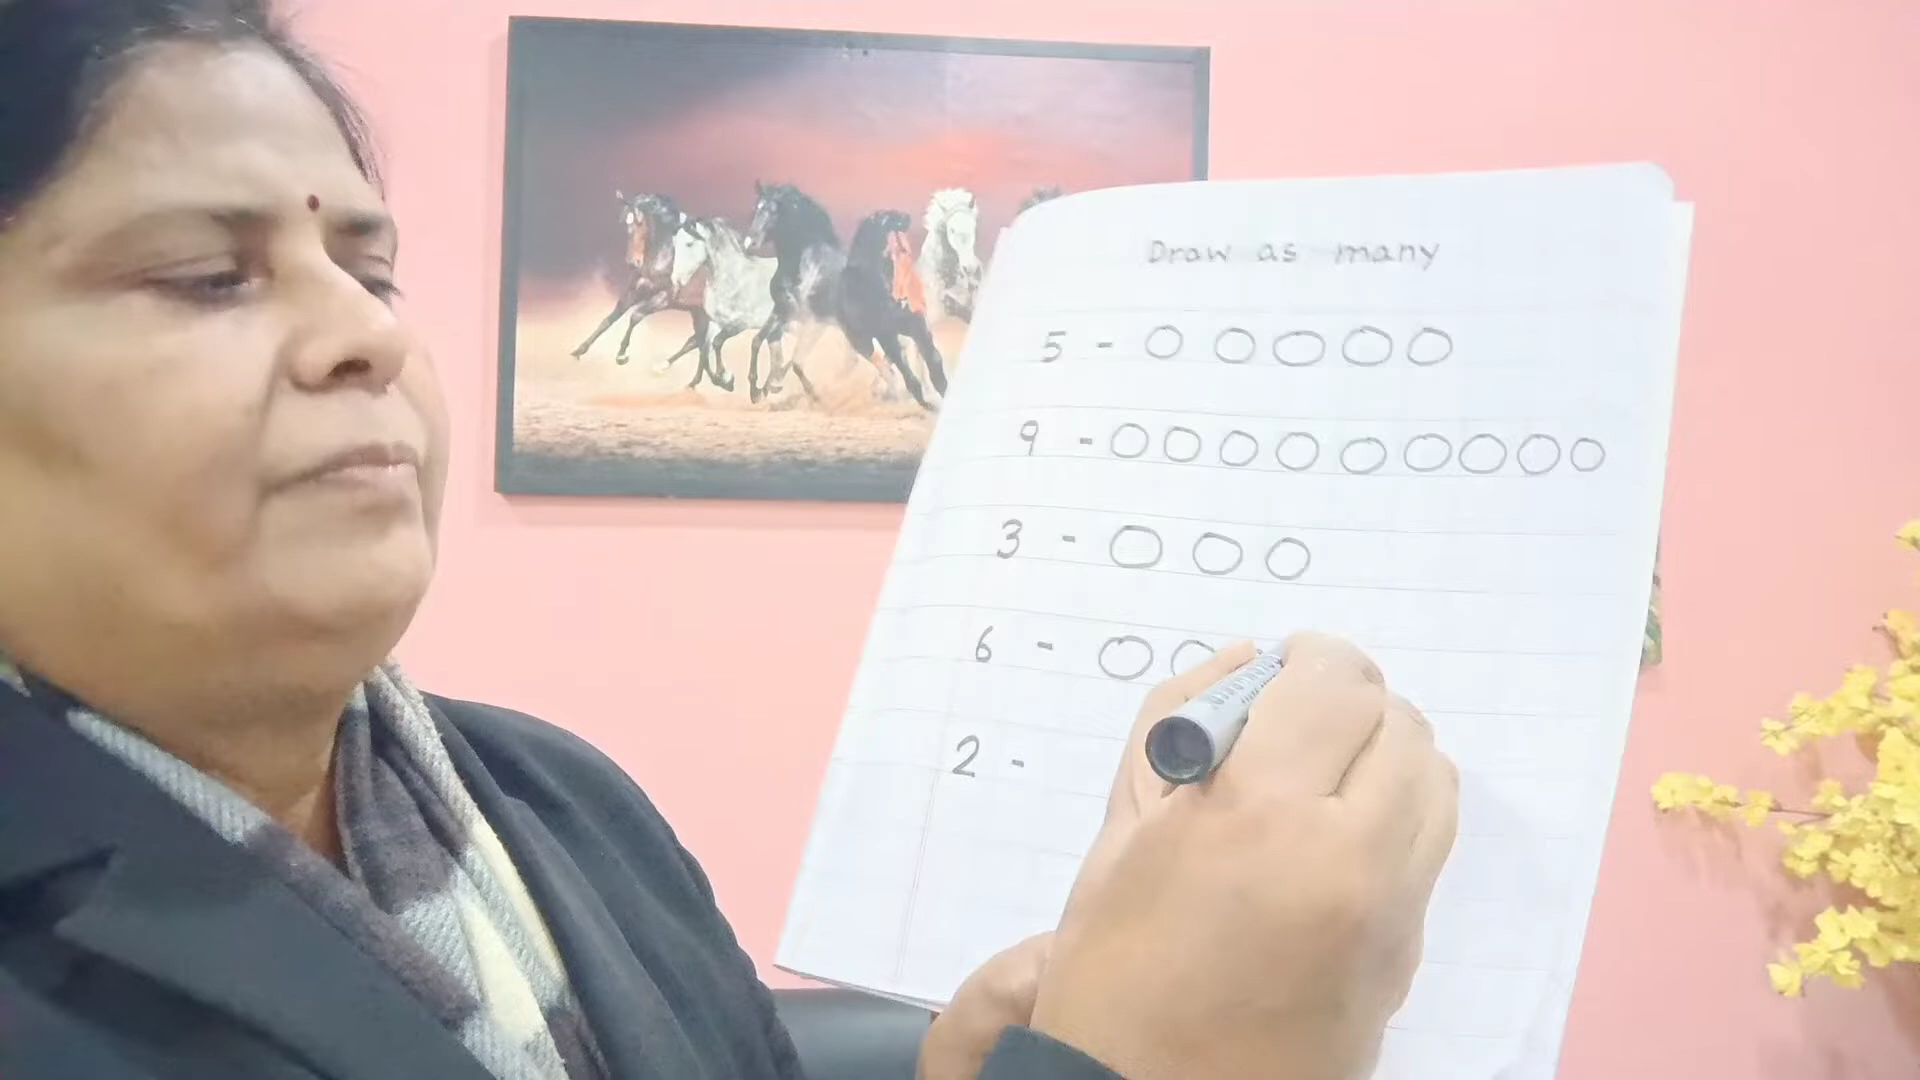 Draw as many
5 - O O O O O
9 - O O O O O O O O O
3 - O O O
6 - O O
2 -